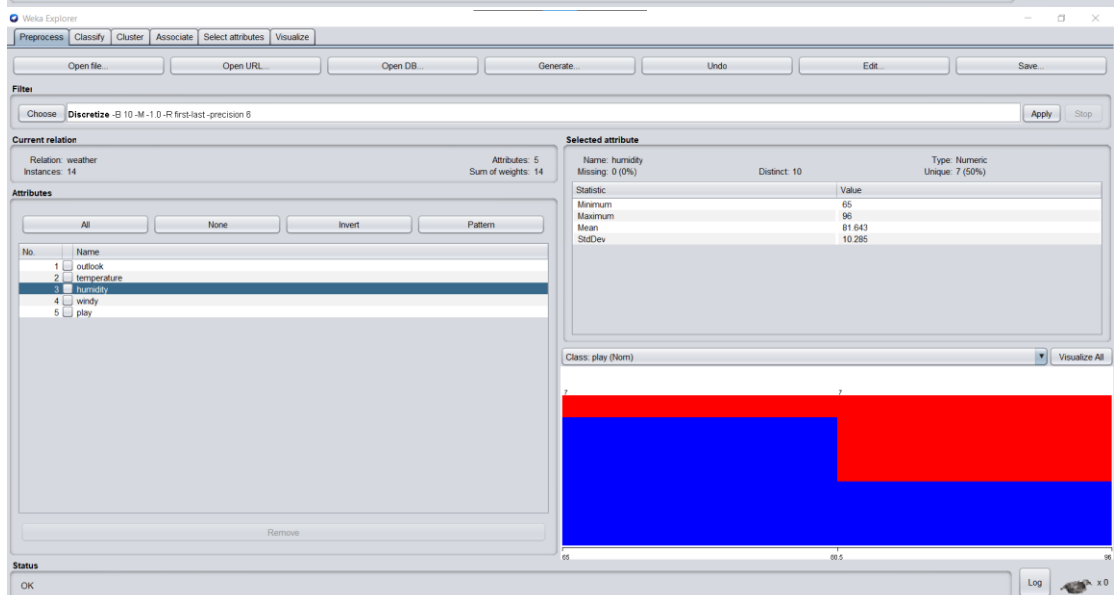 Weka Explorer
Preprocess Classify Cluster Associate Select attributes Visualize
Open file... Open URL... Open DB... Generate... Undo Edit... Save...
Filter
Choose Discretize -B 10 -M -1.0 -R first-last -precision 6 Apply Stop
Current relation Selected attribute
Relation: weather Attributes: 5 Name: humidity Type: Numeric
Instances: 14 Sum of weights: 14 Missing: 0 (0%) Distinct: 10 Unique: 7 (50%)
Attributes Statistic Value
Minimum 65
Maximum 96
All None Invert Pattern Mean 81.643
StdDev 10.285
No. Name
1 outlook
2 temperature
3 humidity
4 windy
5 play
Class: play (Nom) Visualize All
7 7
Remove
65 80.5 96
Status
OK Log x 0